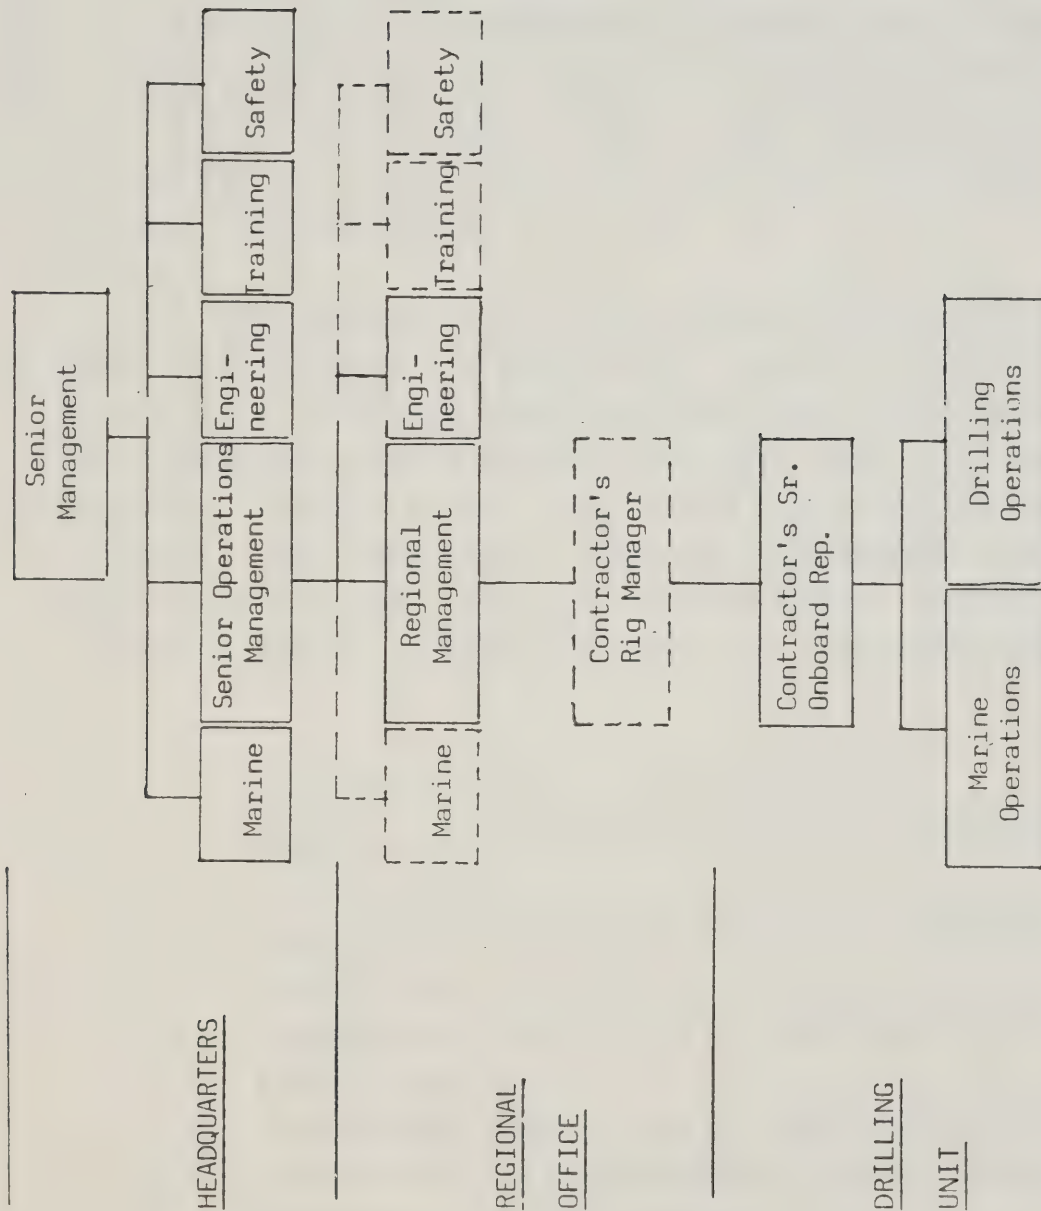 Senior
Management
HEADQUARTERS
Marine
Senior Operations
Management
Engi-
neering
Training
Safety
REGIONAL
OFFICE
Marine
Regional
Management
Engi-
neering
Training
Safety
Contractor's
Rig Manager
DRILLING
UNIT
Contractor's Sr.
Onboard Rep.
Marine
Operations
Drilling
Operations